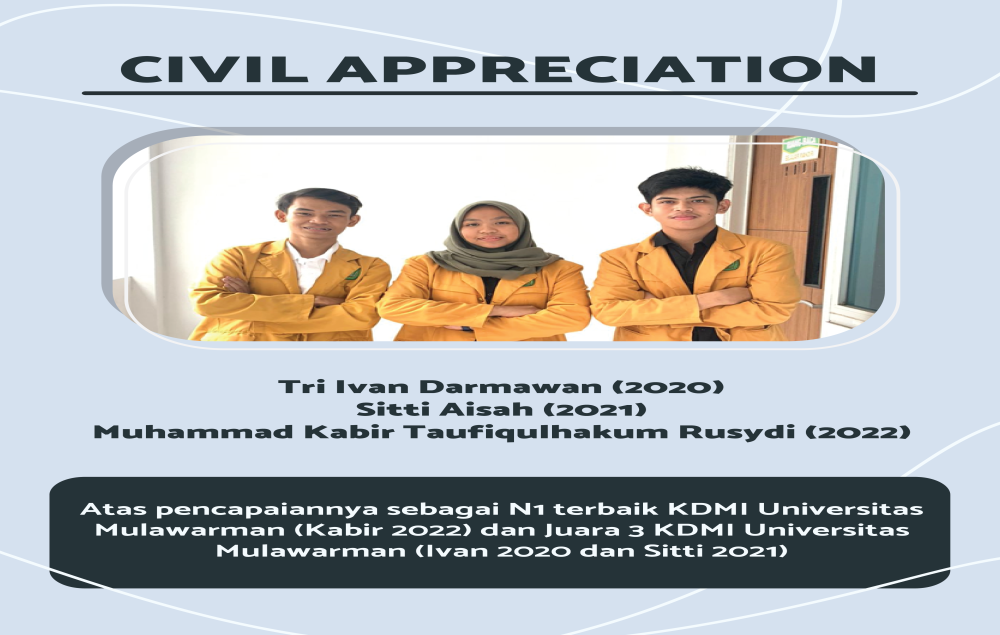 CIVIL APPRECIATION
Tri Ivan Darmawan (2020)
Sitti Aisah (2021)
Muhammad Kabir Taufiqulhakum Rusydi (2022)
Atas pencapaiannya sebagai N1 terbaik KDMI Universitas
Mulawarman (Kabir 2022) dan Juara 3 KDMI Universitas
Mulawarman (Ivan 2020 dan Sitti 2021)